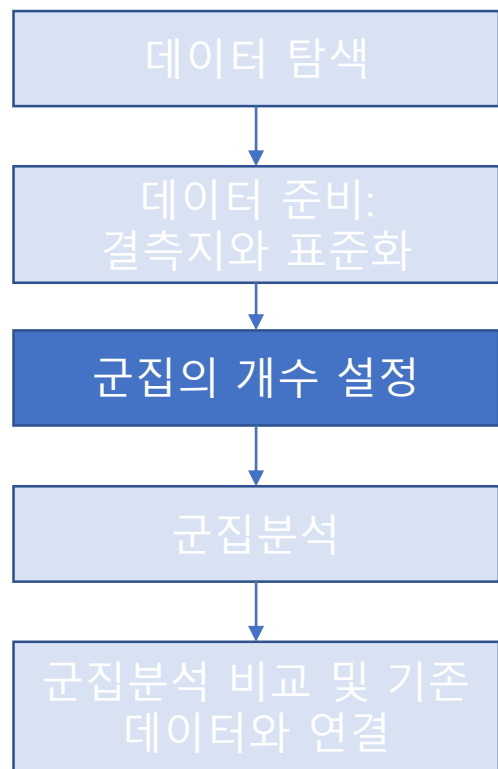 데이터 탐색
데이터 준비:
결측지와 표준화
군집의 개수 설정
군집분석
군집분석 비교 및 기존
데이터와 연결